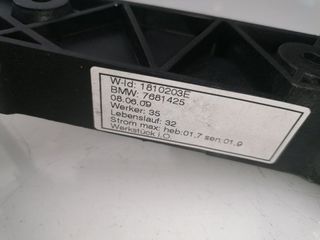 W-Id: 1810203E
BMW: 7681425
08.06.09
Werker: 35
Lebenslauf: 32
Strom max: heb:01,7 sen:01,9
Werkstück i.O.